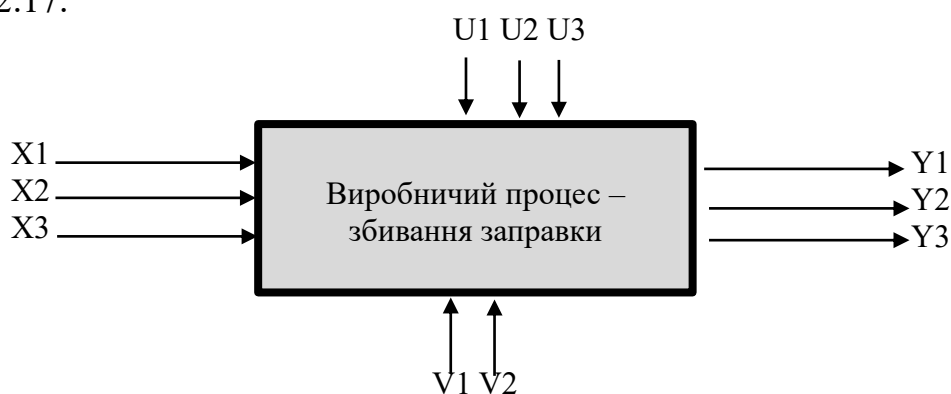 2.17.
U1 U2 U3
X1
X2
X3
Виробничий процес –
збивання заправки
Y1
Y2
Y3
V1 V2